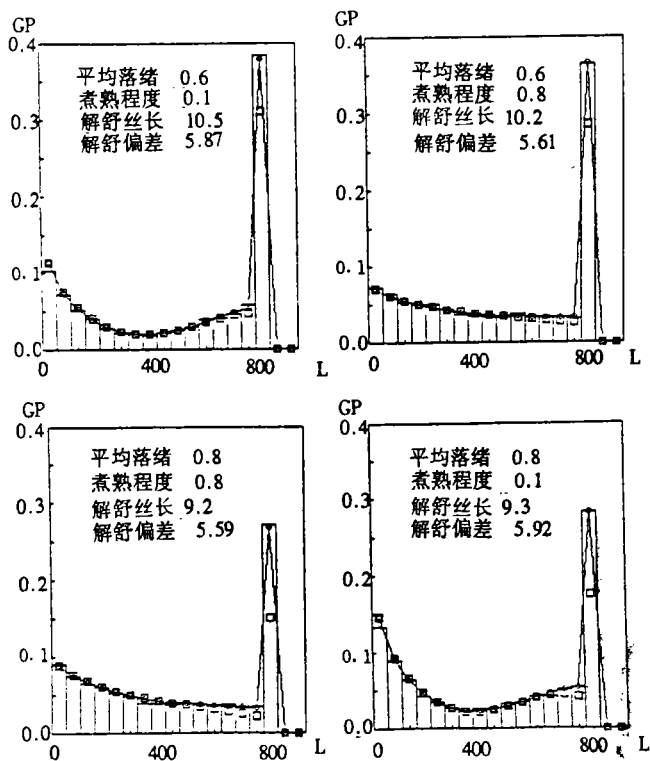 GP
0.4
平均落绪 0.6
煮熟程度 0.1
0.3
解舒丝长 10.5
解舒偏差 5.87
0.2
0.1
0.0
0 400 800 L
GP
0.4
平均落绪 0.6
煮熟程度 0.8
0.3
解舒丝长 10.2
解舒偏差 5.61
0.2
0.1
0.0
0 400 800 L
GP
0.4
平均落绪 0.8
煮熟程度 0.8
0.3
解舒丝长 9.2
解舒偏差 5.59
0.2
0.1
0.0
0 400 800 L
GP
0.4
平均落绪 0.8
煮熟程度 0.1
0.3
解舒丝长 9.3
解舒偏差 5.92
0.2
0.1
0.0
0 400 800 L